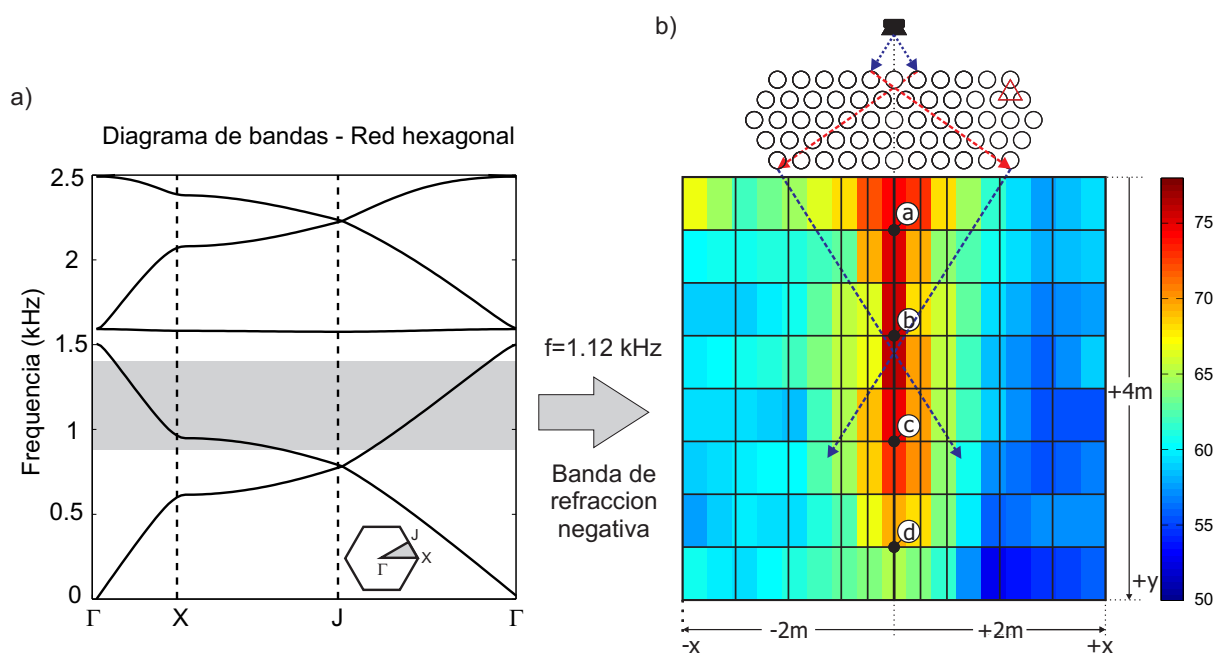 a)
Diagrama de bandas - Red hexagonal
Frequencia (kHz)
2.5
2
1.5
1
0.5
0
Γ
X
J
Γ
J
X
Γ
f=1.12 kHz
Banda de
refraccion
negativa
b)
a
b
c
d
+4m
+y
-2m
+2m
-x
+x
75
70
65
60
55
50